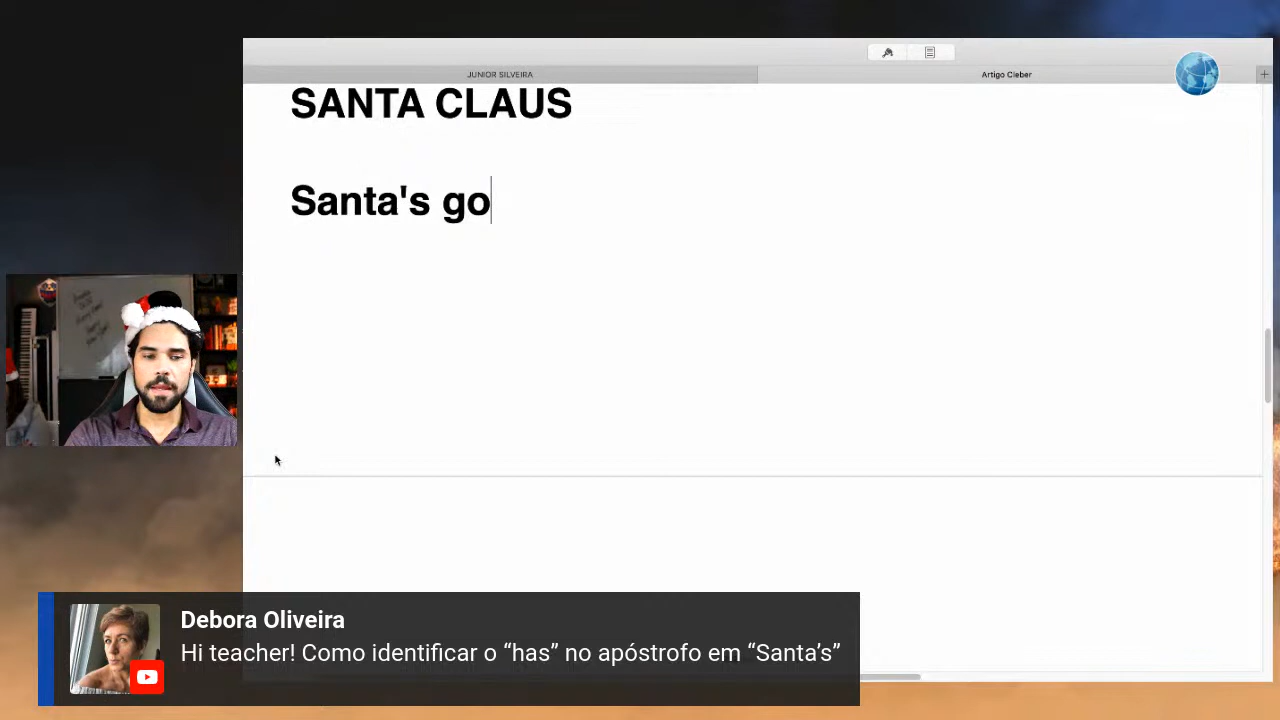 JUNIOR SILVEIRA
Artigo Cleber
SANTA CLAUS
Santa's go
Debora Oliveira
Hi teacher! Como identificar o “has” no apóstrofo em “Santa’s”